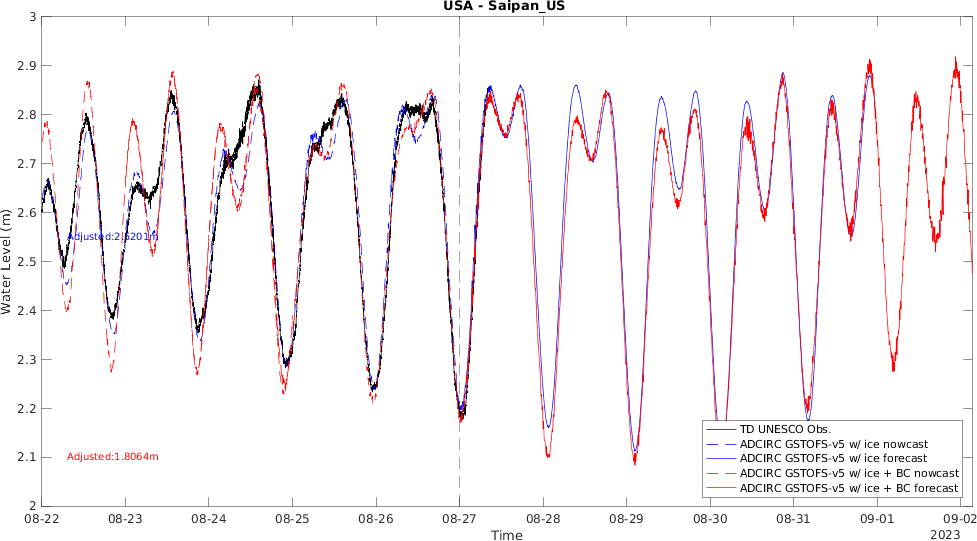 USA - Saipan_US
3
2.9
2.8
2.7
2.6
2.5
2.4
2.3
2.2
2.1
2
Water Level (m)
Adjusted:2.5201m
Adjusted:1.8064m
TD UNESCO Obs.
ADCIRC GSTOFS-v5 w/ ice nowcast
ADCIRC GSTOFS-v5 w/ ice forecast
ADCIRC GSTOFS-v5 w/ ice + BC nowcast
ADCIRC GSTOFS-v5 w/ ice + BC forecast
08-22 08-23 08-24 08-25 08-26 08-27 08-28 08-29 08-30 08-31 09-01 09-02
Time 2023